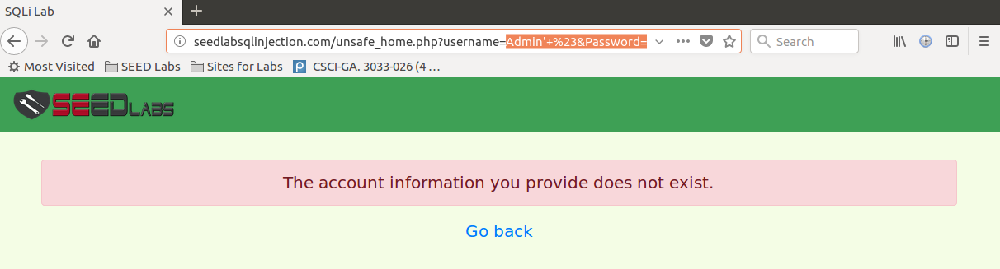 SQLi Lab
seedlabsqlinjection.com/unsafe_home.php?username=Admin'+%23&Password=
Search
Most Visited SEED Labs Sites for Labs CSCI-GA. 3033-026 (4 ...
SEEDLABS
The account information you provide does not exist.
Go back